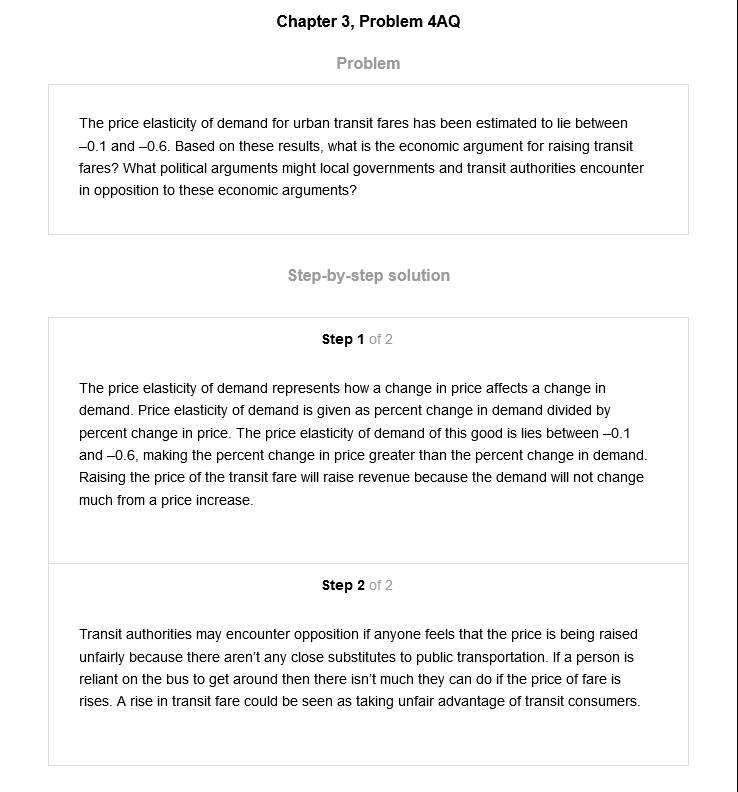 Chapter 3, Problem 4AQ
Problem
The price elasticity of demand for urban transit fares has been estimated to lie between
–0.1 and –0.6. Based on these results, what is the economic argument for raising transit
fares? What political arguments might local governments and transit authorities encounter
in opposition to these economic arguments?
Step-by-step solution
Step 1 of 2
The price elasticity of demand represents how a change in price affects a change in
demand. Price elasticity of demand is given as percent change in demand divided by
percent change in price. The price elasticity of demand of this good is lies between –0.1
and –0.6, making the percent change in price greater than the percent change in demand.
Raising the price of the transit fare will raise revenue because the demand will not change
much from a price increase.
Step 2 of 2
Transit authorities may encounter opposition if anyone feels that the price is being raised
unfairly because there aren't any close substitutes to public transportation. If a person is
reliant on the bus to get around then there isn't much they can do if the price of fare is
rises. A rise in transit fare could be seen as taking unfair advantage of transit consumers.